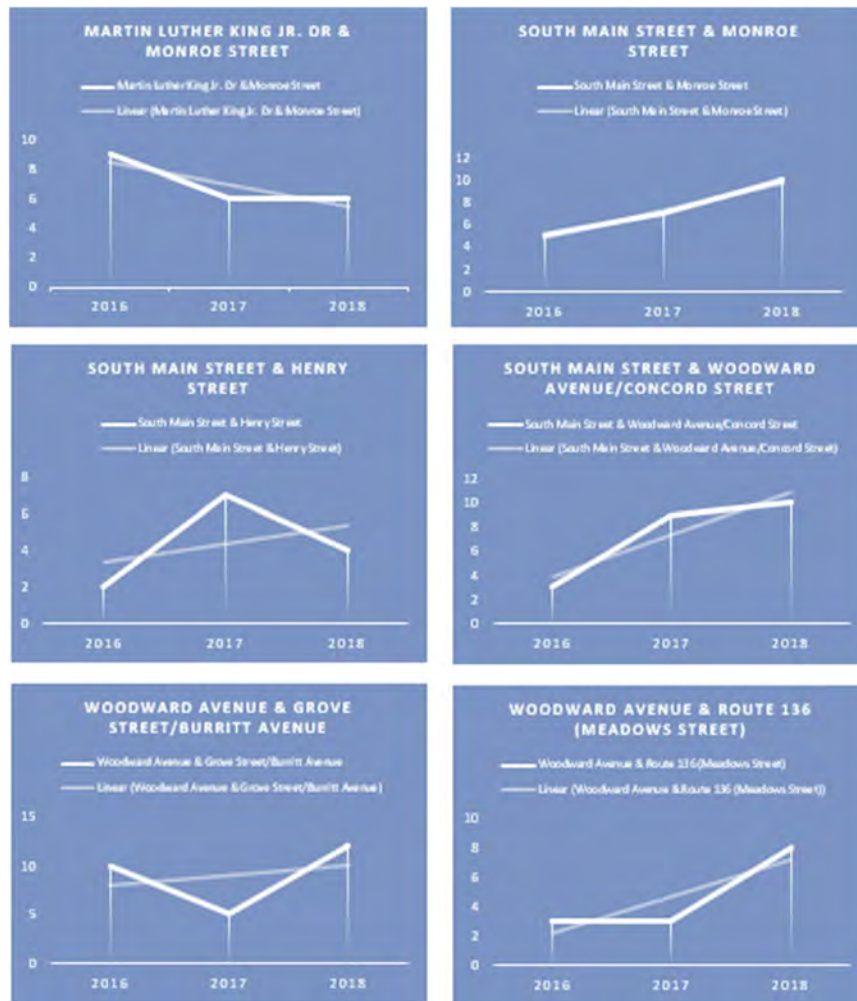 MARTIN LUTHER KING JR. DR &
MONROE STREET
Martin Luther King Jr. Dr & Monroe Street
Linear (Martin Luther King Jr. Dr & Monroe Street)
10
8
6
4
2
0
2016 2017 2018
SOUTH MAIN STREET & MONROE
STREET
South Main Street & Monroe Street
Linear (South Main Street & Monroe Street)
12
10
8
6
4
2
0
2016 2017 2018
SOUTH MAIN STREET & HENRY
STREET
South Main Street & Henry Street
Linear (South Main Street & Henry Street)
8
6
4
2
0
2016 2017 2018
SOUTH MAIN STREET & WOODWARD
AVENUE/CONCORD STREET
South Main Street & Woodward Avenue/Concord Street
Linear (South Main Street & Woodward Avenue/Concord Street)
12
10
8
6
4
2
0
2016 2017 2018
WOODWARD AVENUE & GROVE
STREET/BURRITT AVENUE
Woodward Avenue & Grove Street/Burritt Avenue
Linear (Woodward Avenue & Grove Street/Burritt Avenue)
15
10
5
0
2016 2017 2018
WOODWARD AVENUE & ROUTE 136
(MEADOWS STREET)
Woodward Avenue & Route 136 (Meadows Street)
Linear (Woodward Avenue & Route 136 (Meadows Street))
10
8
6
4
2
0
2016 2017 2018